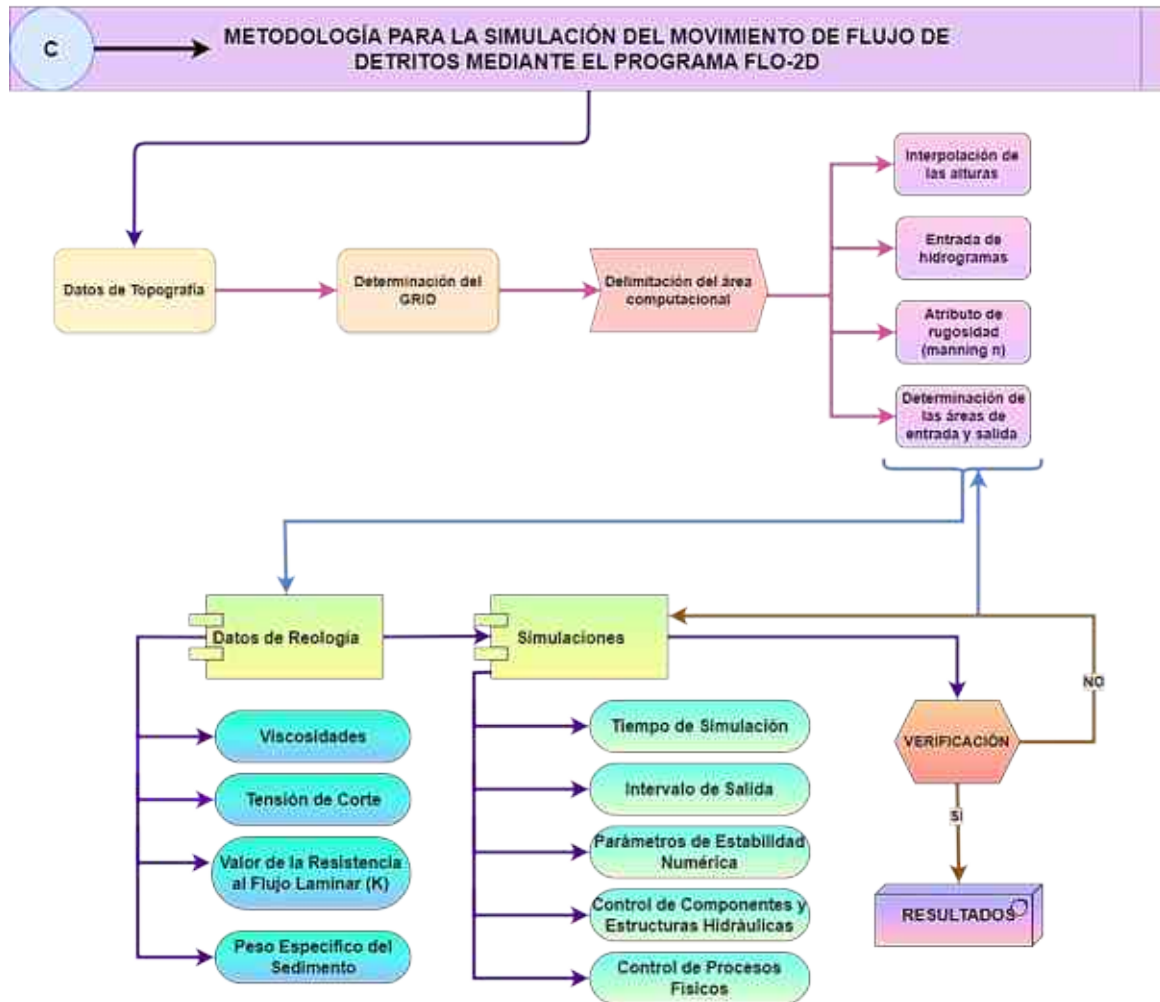 C
METODOLOGÍA PARA LA SIMULACIÓN DEL MOVIMIENTO DE FLUJO DE
DETRITOS MEDIANTE EL PROGRAMA FLO-2D
Datos de Topografía
Determinación del
GRID
Delimitación del área
computacional
Interpolación de
las alturas
Entrada de
hidrogramas
Atributo de
rugosidad
(manning n)
Determinación de
las áreas de
entrada y salida
Datos de Reología
Viscosidades
Tensión de Corte
Valor de la Resistencia
al Flujo Laminar (K)
Peso Específico del
Sedimento
Simulaciones
Tiempo de Simulación
Intervalo de Salida
Parámetros de Estabilidad
Numérica
Control de Componentes y
Estructuras Hidráulicas
Control de Procesos
Físicos
VERIFICACIÓN
NO
SI
RESULTADOS